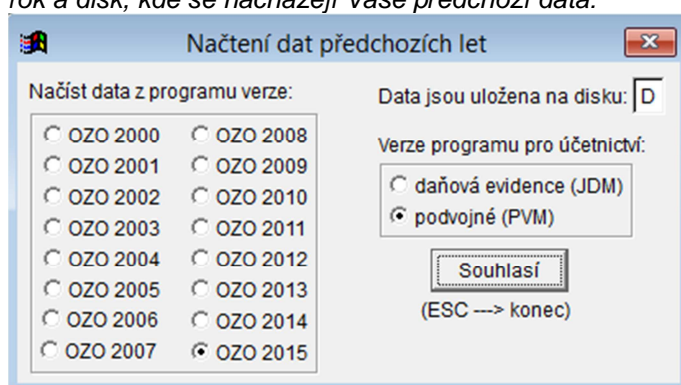 rok a disk, kde se nacházejí Vaše předchozí data.
Načtení dat předchozích let
Načíst data z programu verze:
OZO 2000 OZO 2008
OZO 2001 OZO 2009
OZO 2002 OZO 2010
OZO 2003 OZO 2011
OZO 2004 OZO 2012
OZO 2005 OZO 2013
OZO 2006 OZO 2014
OZO 2007 OZO 2015
Data jsou uložena na disku: D
Verze programu pro účetnictví:
daňová evidence (JDM)
podvojné (PVM)
Souhlasí
(ESC ---> konec)